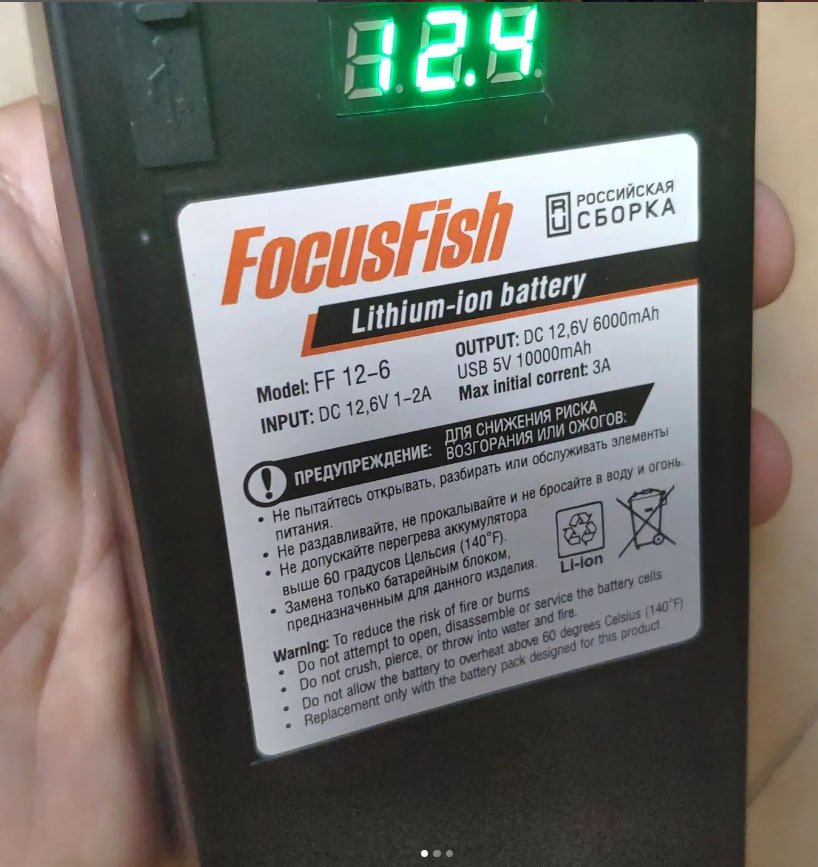 12.4
FocusFish
RU РОССИЙСКАЯ
СБОРКА
Lithium-ion battery
Model: FF 12-6
INPUT: DC 12,6V 1-2A
OUTPUT: DC 12,6V 6000mAh
USB 5V 10000mAh
Max initial corrent: 3A
ПРЕДУПРЕЖДЕНИЕ: ДЛЯ СНИЖЕНИЯ РИСКА
ВОЗГОРАНИЯ ИЛИ ОЖОГОВ:
• Не пытайтесь открывать, разбирать или обслуживать элементы
питания.
• Не раздавливайте, не прокалывайте и не бросайте в воду и огонь.
• Не допускайте перегрева аккумулятора
выше 60 градусов Цельсия (140°F).
• Замена только батарейным блоком,
предназначенным для данного изделия.
Li-ion
Warning: To reduce the risk of fire or burns
• Do not attempt to open, disassemble or service the battery cells
• Do not crush, pierce, or throw into water and fire.
• Do not allow the battery to overheat above 60 degrees Celsius (140°F)
• Replacement only with the battery pack designed for this product